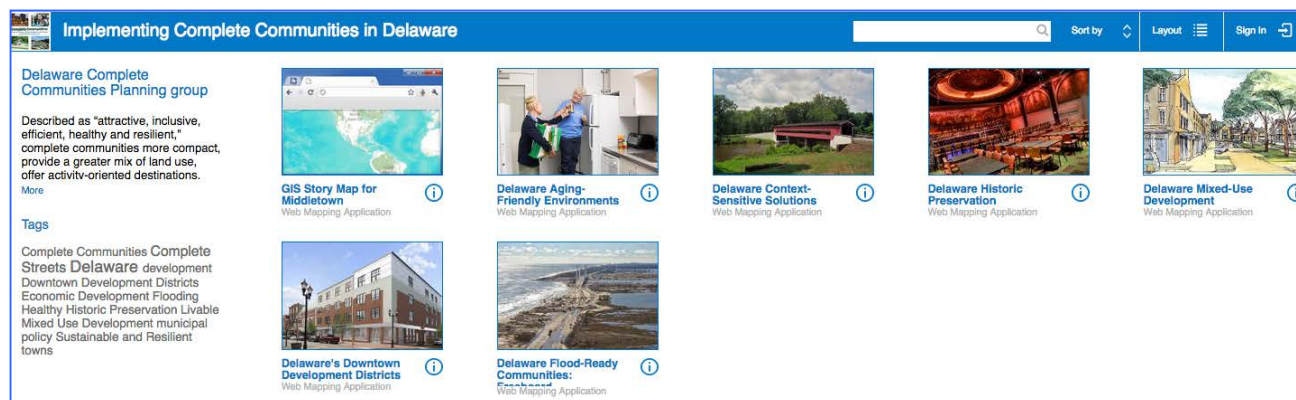 Implementing Complete Communities in Delaware
Sort by
Layout
Sign In
Delaware Complete
Communities Planning group
Described as "attractive, inclusive,
efficient, healthy and resilient,"
complete communities more compact,
provide a greater mix of land use,
offer activity-oriented destinations.
More
Tags
Complete Communities Complete
Streets Delaware development
Downtown Development Districts
Economic Development Flooding
Healthy Historic Preservation Livable
Mixed Use Development municipal
policy Sustainable and Resilient
towns
GIS Story Map for
Middletown
Web Mapping Application
Delaware Aging-
Friendly Environments
Web Mapping Application
Delaware Context-
Sensitive Solutions
Web Mapping Application
Delaware Historic
Preservation
Web Mapping Application
Delaware Mixed-Use
Development
Web Mapping Application
Delaware's Downtown
Development Districts
Web Mapping Application
Delaware Flood-Ready
Communities:
Web Mapping Application